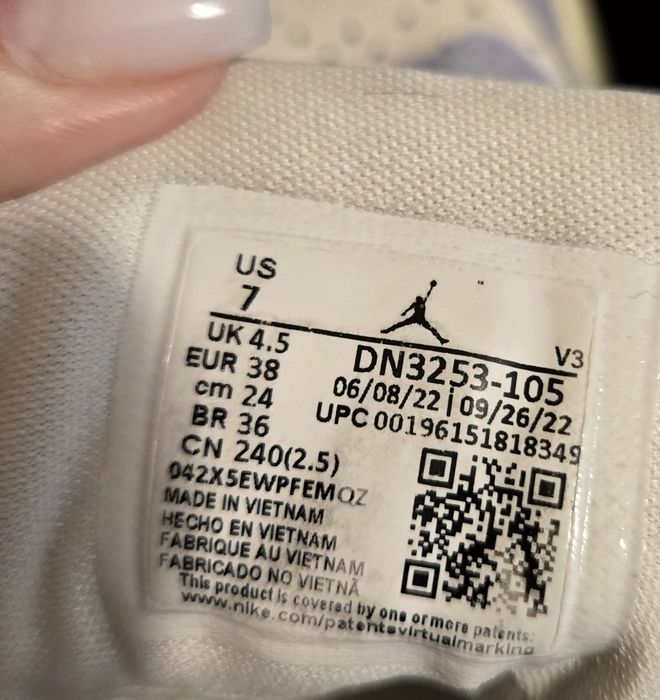 US
7
V3
UK 4.5
EUR 38
cm 24
BR 36
CN 240(2.5)
DN3253-105
06/08/22 | 09/26/22
UPC 00196151818349
042X5EWPFEMQZ
MADE IN VIETNAM
HECHO EN VIETNAM
FABRIQUE AU VIETNAM
FABRICADO NO VIETNÃ
This product is covered by one or more patents:
www.nike.com/patentsvirtualmarking